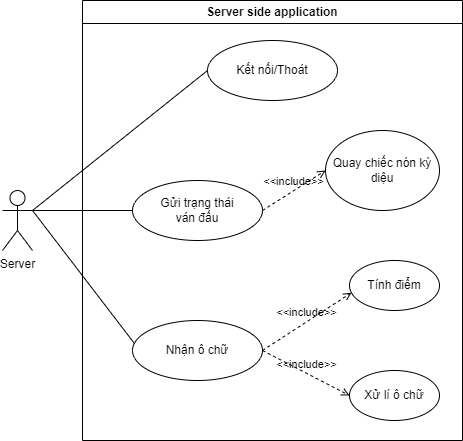 Server side application
Kết nối/Thoát
Quay chiếc nón kỳ
diệu
<<include>>
Gửi trạng thái
ván đấu
Server
Tính điểm
<<include>>
Nhận ô chữ
<<include>>
Xử lí ô chữ